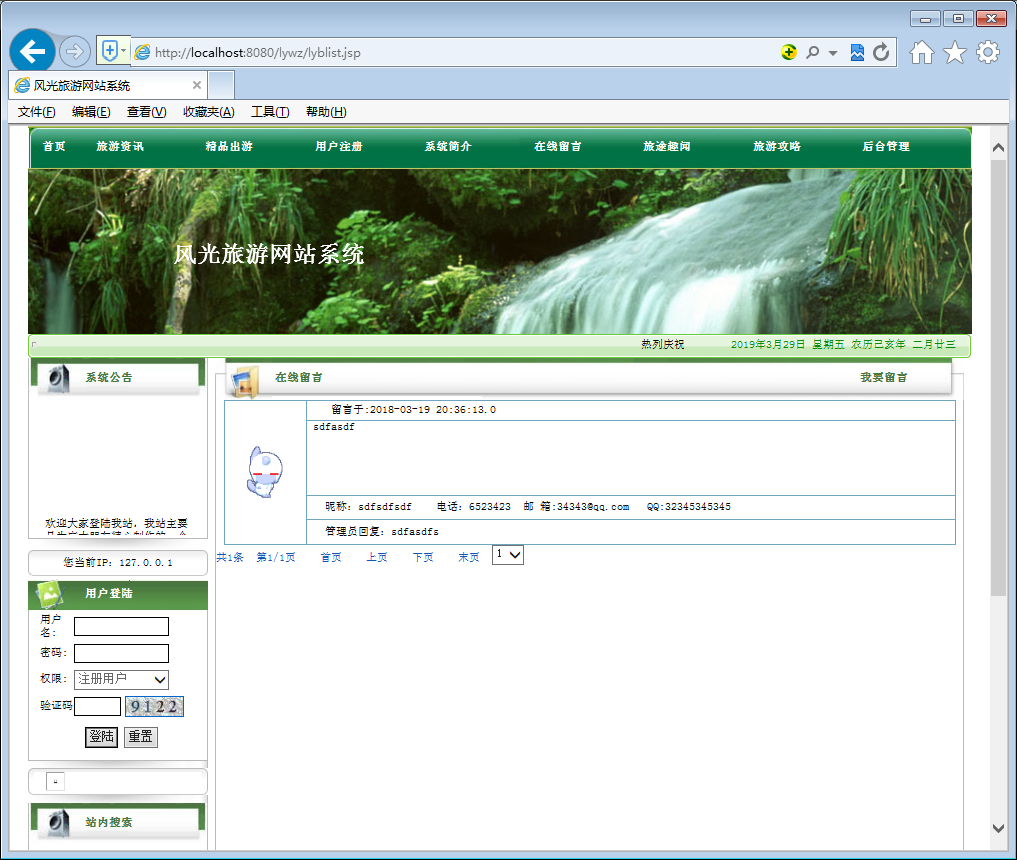 http://localhost:8080/lywz/lyblist.jsp
风光旅游网站系统
文件(F) 编辑(E) 查看(V) 收藏夹(A) 工具(T) 帮助(H)
首页 旅游资讯 精品出游 用户注册 系统简介 在线留言 旅途趣闻 旅游攻略 后台管理
风光旅游网站系统
热列庆祝 2019年3月29日 星期五 农历己亥年 二月廿三
系统公告
欢迎大家登陆我站，我站主要
您当前IP: 127.0.0.1
用户登陆
用户名:
密码:
权限: 注册用户
验证码 9122
登陆 重置
站内搜索
在线留言 我要留言
留言于:2018-03-19 20:36:13.0
sdfasdf
昵称: sdfsdfsdf 电话: 6523423 邮 箱:34343@qq.com QQ:32345345345
管理员回复: sdfasdfs
共1条 第1/1页 首页 上页 下页 末页 1